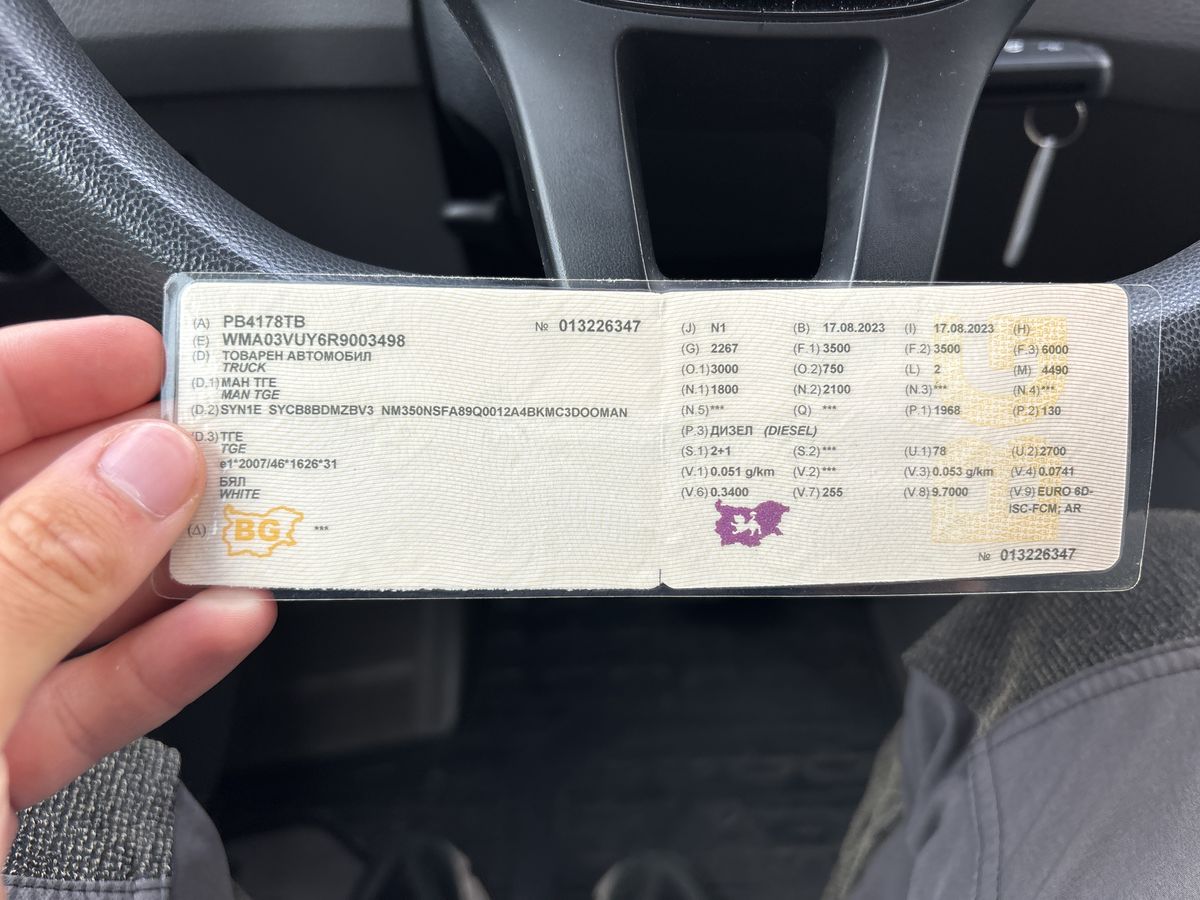 (A) PB4178TB № 013226347
(E) WMA03VUY6R9003498
(D) ТОВАРЕН АВТОМОБИЛ
TRUCK
(D.1) МАН ТГЕ
MAN TGE
(D.2) SYN1E SYCB8BDMZBV3 NM350NSFA89Q0012A4BKMC3DOOMAN
(D.3) ТГЕ
TGE
e1*2007/46*1626*31
БЯЛ
WHITE
(Δ) BG ***
(J) N1 (B) 17.08.2023 (I) 17.08.2023 (H)
(G) 2267 (F.1) 3500 (F.2) 3500 (F.3) 6000
(O.1) 3000 (O.2) 750 (L) 2 (M) 4490
(N.1) 1800 (N.2) 2100 (N.3) *** (N.4) ***
(N.5) *** (Q) *** (P.1) 1968 (P.2) 130
(P.3) ДИЗЕЛ (DIESEL)
(S.1) 2+1 (S.2) *** (U.1) 78 (U.2) 2700
(V.1) 0.051 g/km (V.2) *** (V.3) 0.053 g/km (V.4) 0.0741
(V.6) 0.3400 (V.7) 255 (V.8) 9.7000 (V.9) EURO 6D-
ISC-FCM; AR
№ 013226347
BG